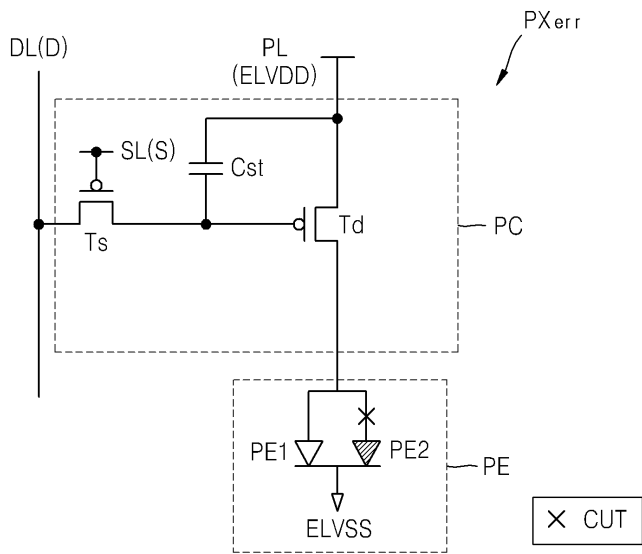 PXerr
DL(D)
PL
(ELVDD)
SL(S)
Cst
Ts
Td
PC
PE1
PE2
PE
ELVSS
CUT